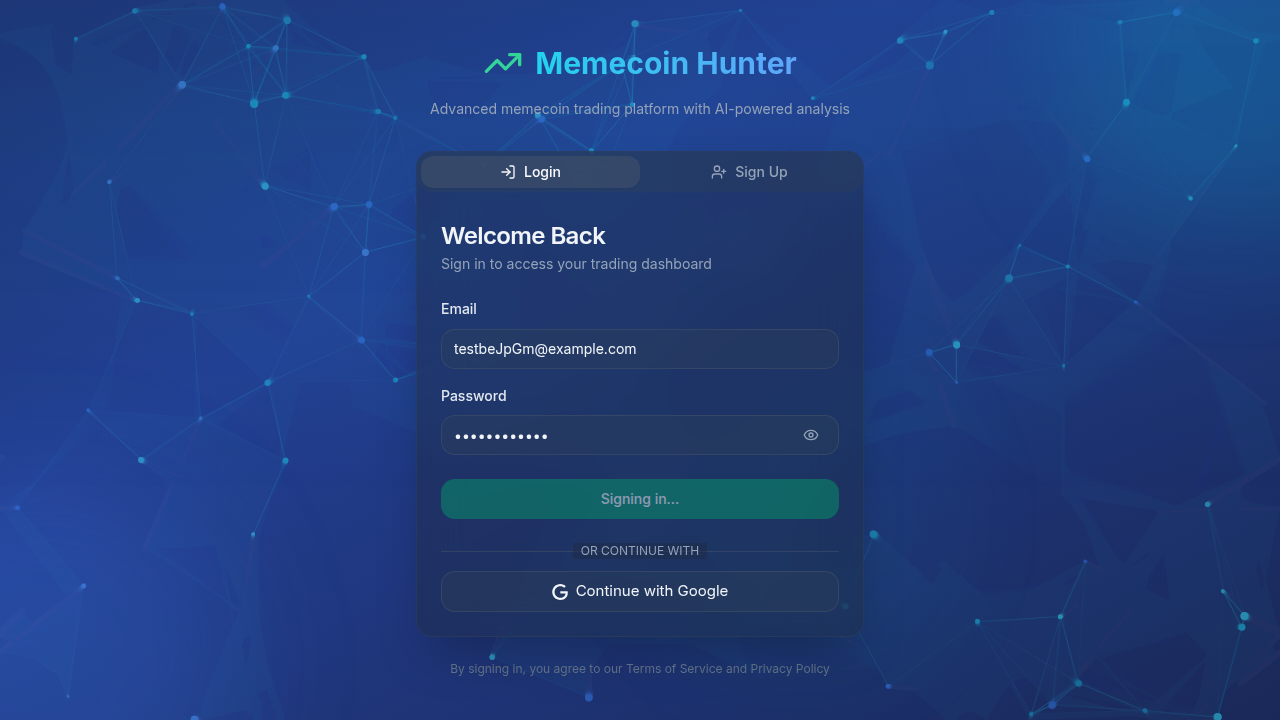 Memecoin Hunter
Advanced memecoin trading platform with AI-powered analysis
Login
Sign Up
Welcome Back
Sign in to access your trading dashboard
Email
testbeJpGm@example.com
Password
••••••••••••
Signing in...
OR CONTINUE WITH
Continue with Google
By signing in, you agree to our Terms of Service and Privacy Policy